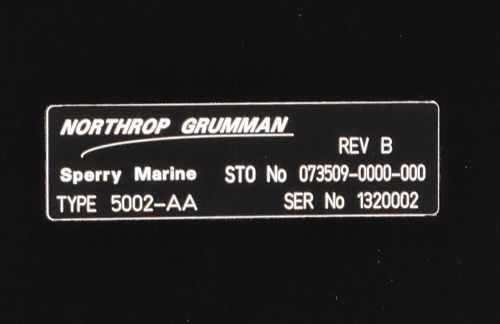 NORTHROP GRUMMAN
REV B
Sperry Marine STO No 073509-0000-000
TYPE 5002-AA SER No 1320002